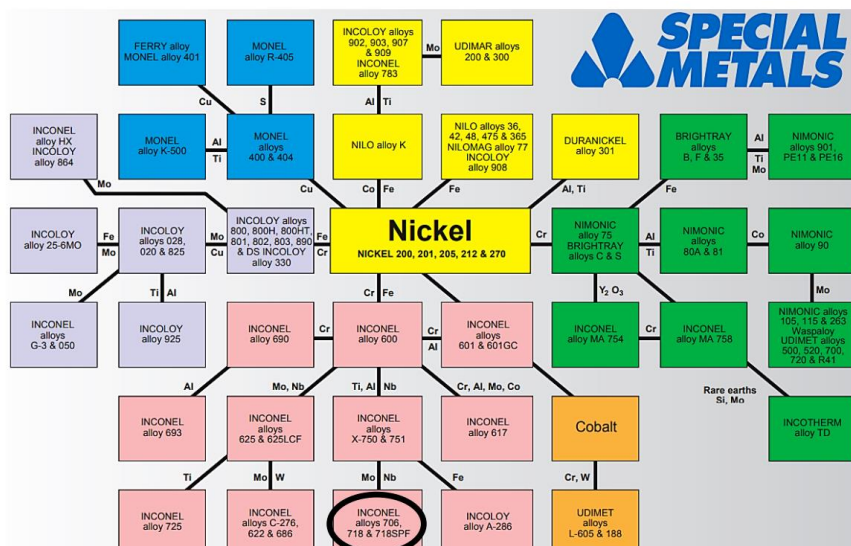 SPECIAL
METALS
FERRY alloy
MONEL alloy 401
MONEL
alloy R-405
INCOLOY alloys
902, 903, 907
& 909
INCONEL
alloy 783
Mo
UDIMAR alloys
200 & 300
Cu
S
Al Ti
INCONEL
alloy HX
INCOLOY
alloy 864
MONEL
alloy K-500
Al
Ti
MONEL
alloys
400 & 404
NILO alloy K
NILO alloys 36,
42, 48, 475 & 365
NILOMAG alloy 77
INCOLOY
alloy 908
DURANICKEL
alloy 301
BRIGHTRAY
alloys
B, F & 35
Al
Ti
Mo
NIMONIC
alloys 901,
PE11 & PE16
Mo
Cu
Co Fe
Fe
Al, Ti
Fe
INCOLOY
alloy 25-6MO
Fe
Mo
INCOLOY
alloys 028,
020 & 825
Mo
Cu
INCOLOY alloys
800, 800H, 800HT,
801, 802, 803, 890
& DS INCOLOY
alloy 330
Fe
Cr
Nickel
NICKEL 200, 201, 205, 212 & 270
Cr
NIMONIC
alloy 75
BRIGHTRAY
alloys C & S
Al
Ti
NIMONIC
alloys
80A & 81
Co
NIMONIC
alloy 90
Mo
Ti Al
Cr Fe
Y2 O3
Mo
INCONEL
alloys
G-3 & 050
INCOLOY
alloy 925
INCONEL
alloy 690
Cr
INCONEL
alloy 600
Cr
Al
INCONEL
alloys
601 & 601GC
INCONEL
alloy MA 754
Cr
INCONEL
alloy MA 758
NIMONIC alloys
105, 115 & 263
Waspaloy
UDIMET alloys
500, 520, 700,
720 & R41
Al
Mo, Nb
Ti, Al Nb
Cr, Al, Mo, Co
Rare earths
Si, Mo
INCONEL
alloy 693
INCONEL
alloys
625 & 625LCF
INCONEL
alloys
X-750 & 751
INCONEL
alloy 617
Cobalt
INCOTHERM
alloy TD
Ti
Mo W
Mo Nb
Fe
Cr, W
INCONEL
alloy 725
INCONEL
alloys C-276,
622 & 686
INCONEL
alloys 706,
718 & 718SPF
INCOLOY
alloy A-286
UDIMET
alloys
L-605 & 188